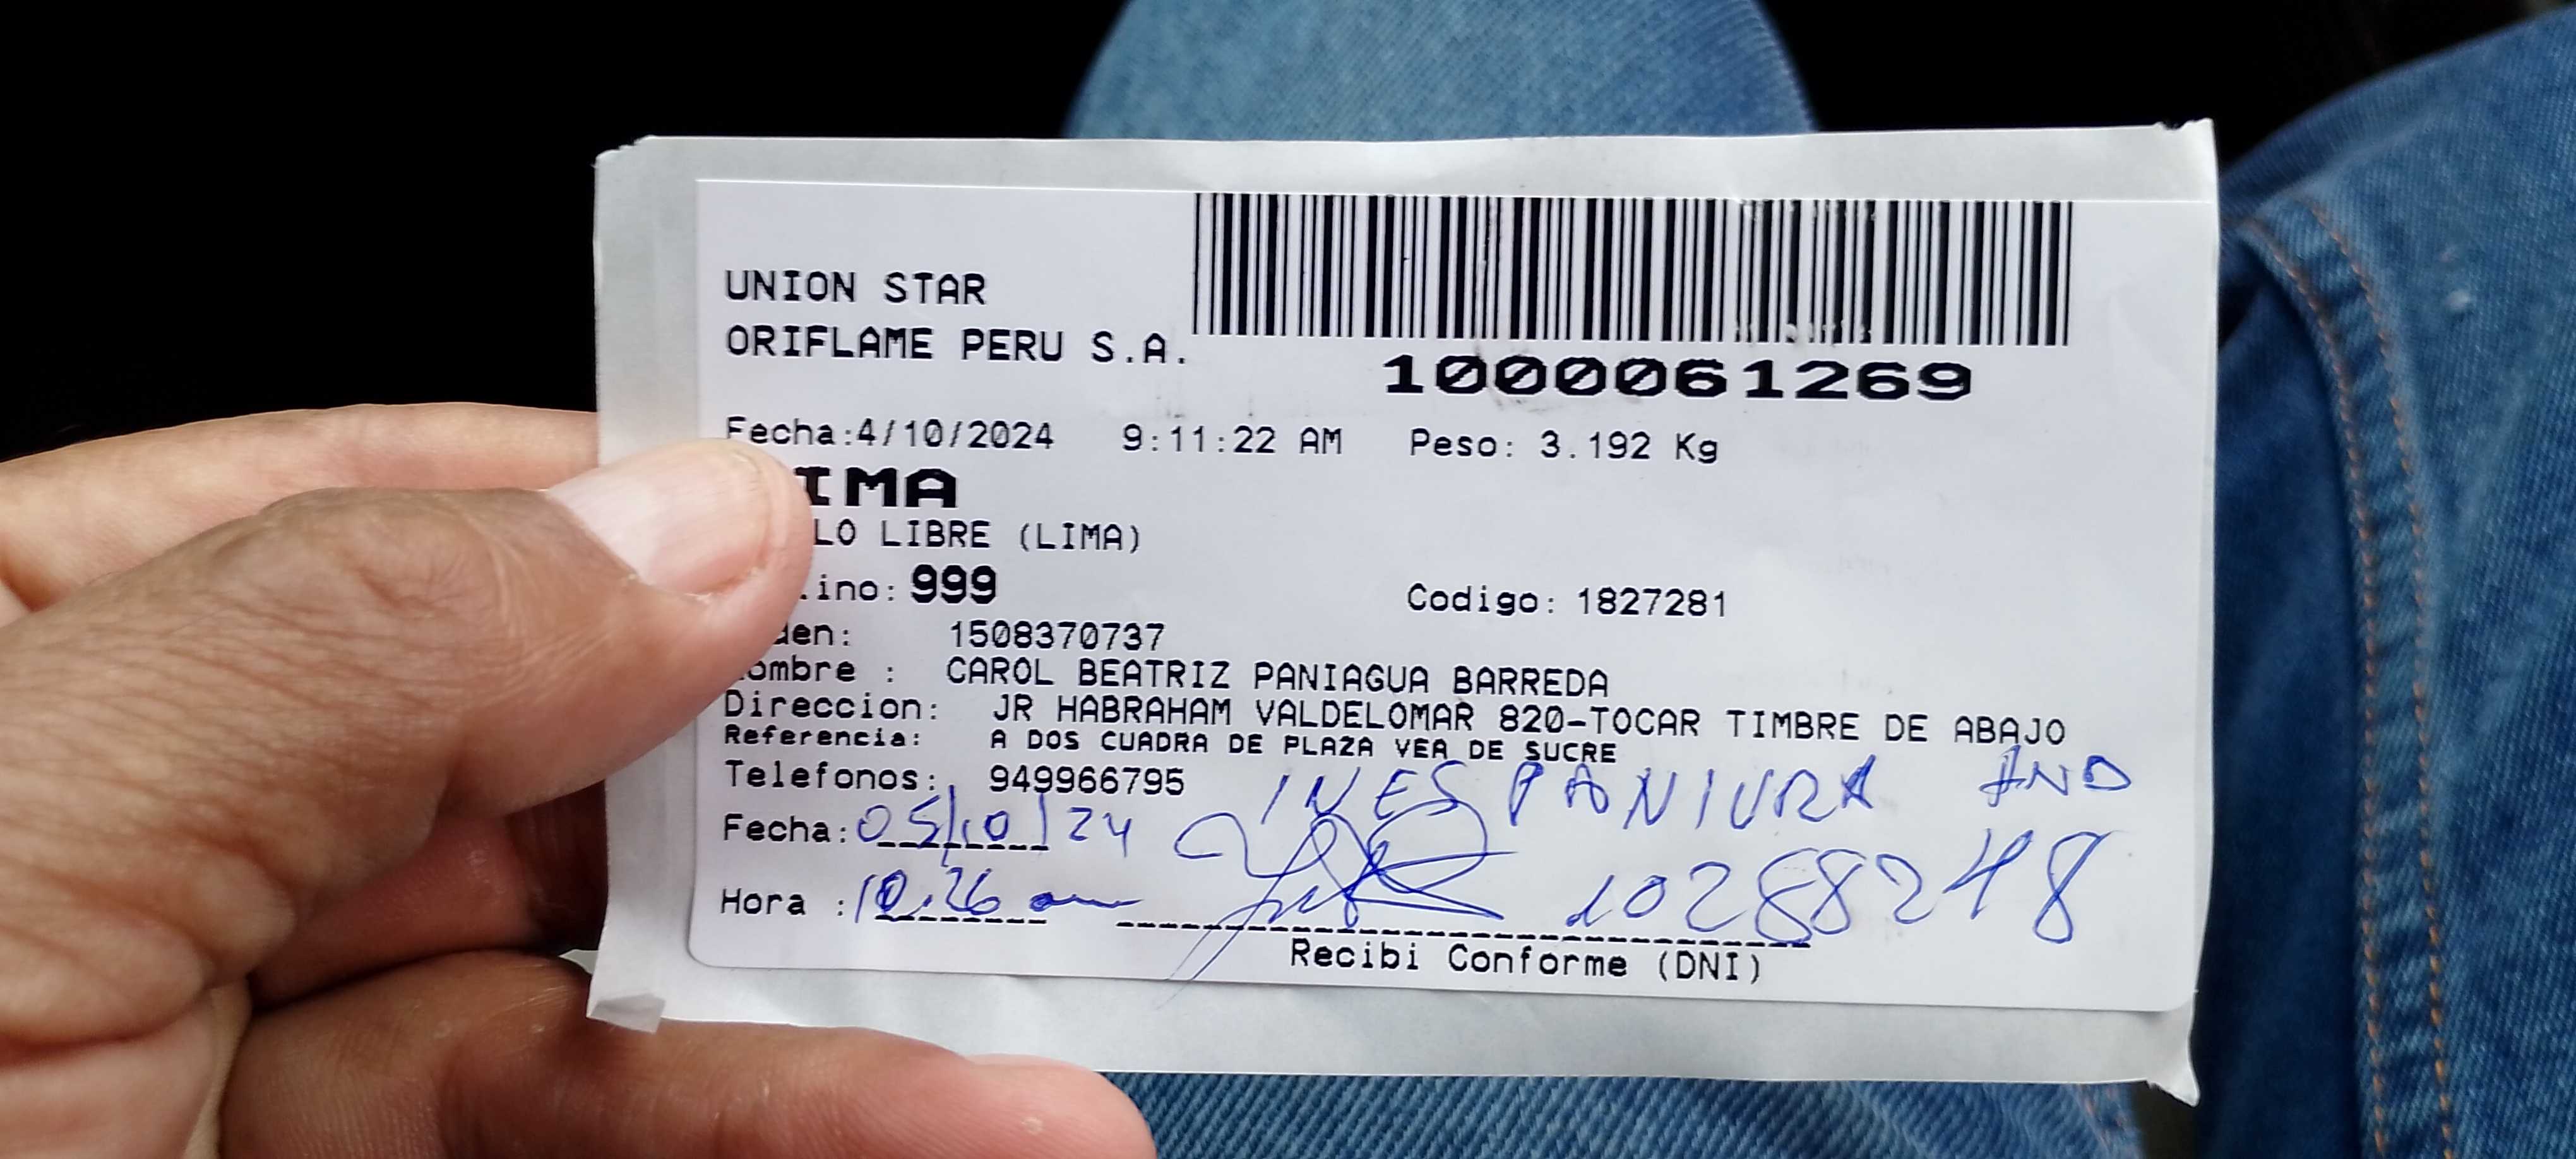 UNION STAR
ORIFLAME PERU S.A.
1000061269
Fecha:4/10/2024 9:11:22 AM Peso: 3.192 Kg
IMA
LO LIBRE (LIMA)
ino: 999 Codigo: 1827281
den: 1508370737
ombre : CAROL BEATRIZ PANIAGUA BARREDA
Direccion: JR HABRAHAM VALDELOMAR 820-TOCAR TIMBRE DE ABAJO
Referencia: A DOS CUADRA DE PLAZA VEA DE SUCRE
Telefonos: 949966795 INES
Fecha: 05/10/24
Hora : 10:26 am 10288248
Recibi Conforme (DNI)